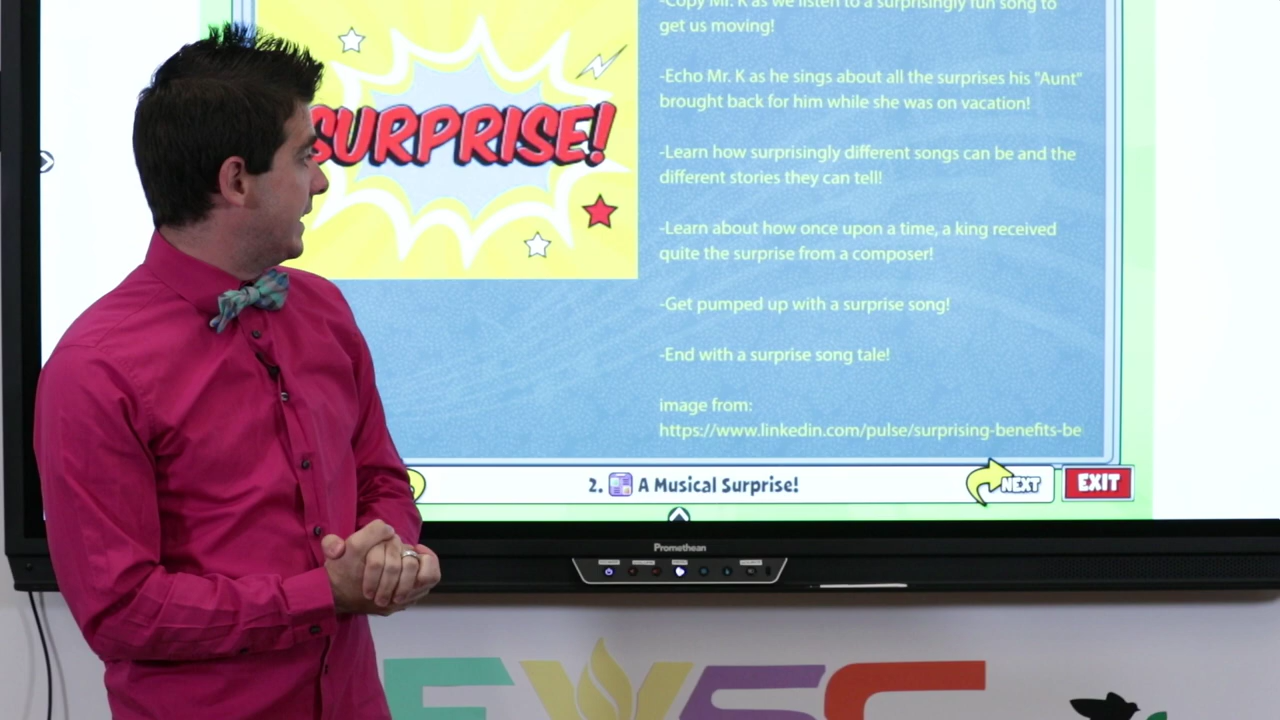 -Copy Mr. K as we listen to a surprisingly fun song to
get us moving!
-Echo Mr. K as he sings about all the surprises his "Aunt"
brought back for him while she was on vacation!
-Learn how surprisingly different songs can be and the
different stories they can tell!
-Learn about how once upon a time, a king received
quite the surprise from a composer!
-Get pumped up with a surprise song!
-End with a surprise song tale!
image from:
https://www.linkedin.com/pulse/surprising-benefits-be
SURPRISE!
2. A Musical Surprise!
NEXT
EXIT
Promethean
FWSC